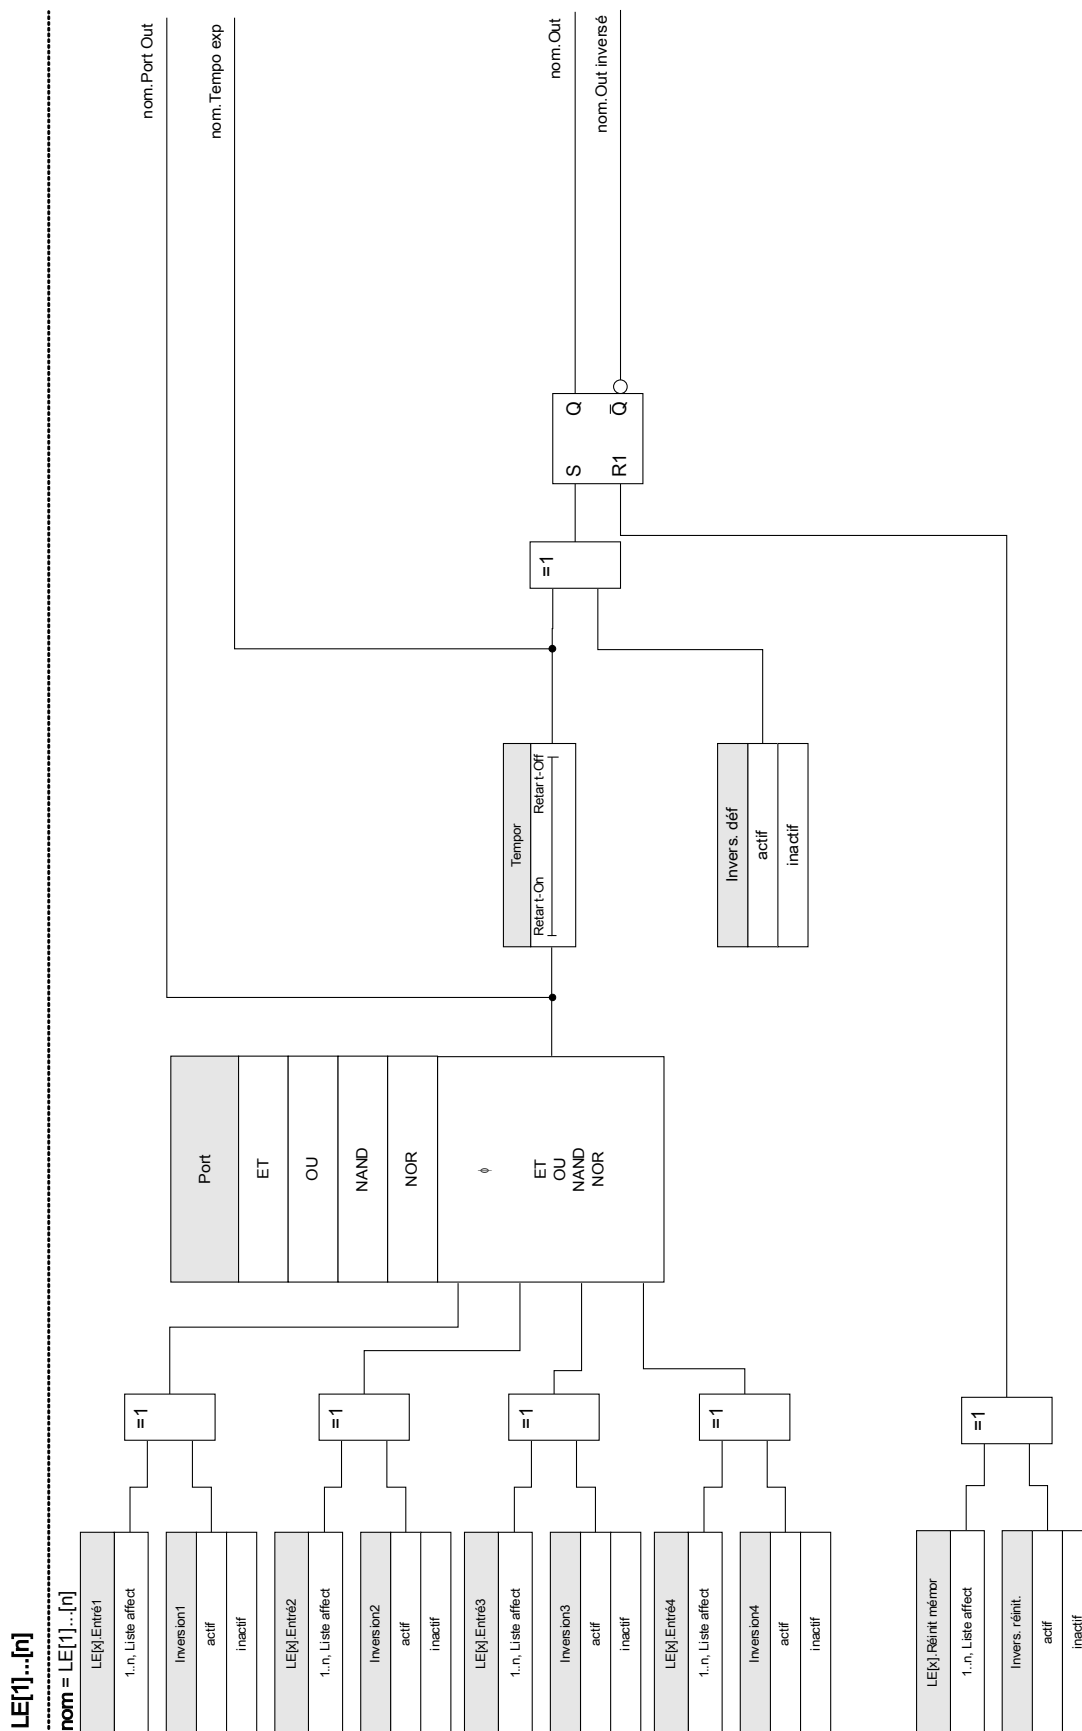 LE[1]...[n]
nom = LE[1]...[n]
LE[x].Entré1
1..n, Liste affect
Inversion1
actif
inactif
LE[x].Entré2
1..n, Liste affect
Inversion2
actif
inactif
LE[x].Entré3
1..n, Liste affect
Inversion3
actif
inactif
LE[x].Entré4
1..n, Liste affect
Inversion4
actif
inactif
LE[x].Réinit mémor
1..n, Liste affect
Invers. réinit.
actif
inactif
=1
=1
=1
=1
=1
Port
ET
OU
NAND
NOR
ϕ
ET
OU
NAND
NOR
Tempor
Retart-On
Retart-Off
Invers. déf
actif
inactif
=1
S
Q
R1
Q̅
nom.Port Out
nom.Tempo exp
nom.Out
nom.Out inversé